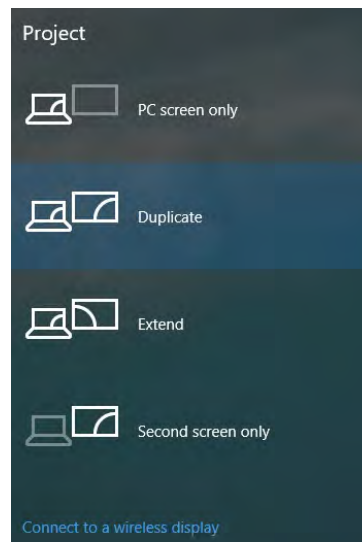 Project
PC screen only
Duplicate
Extend
Second screen only
Connect to a wireless display